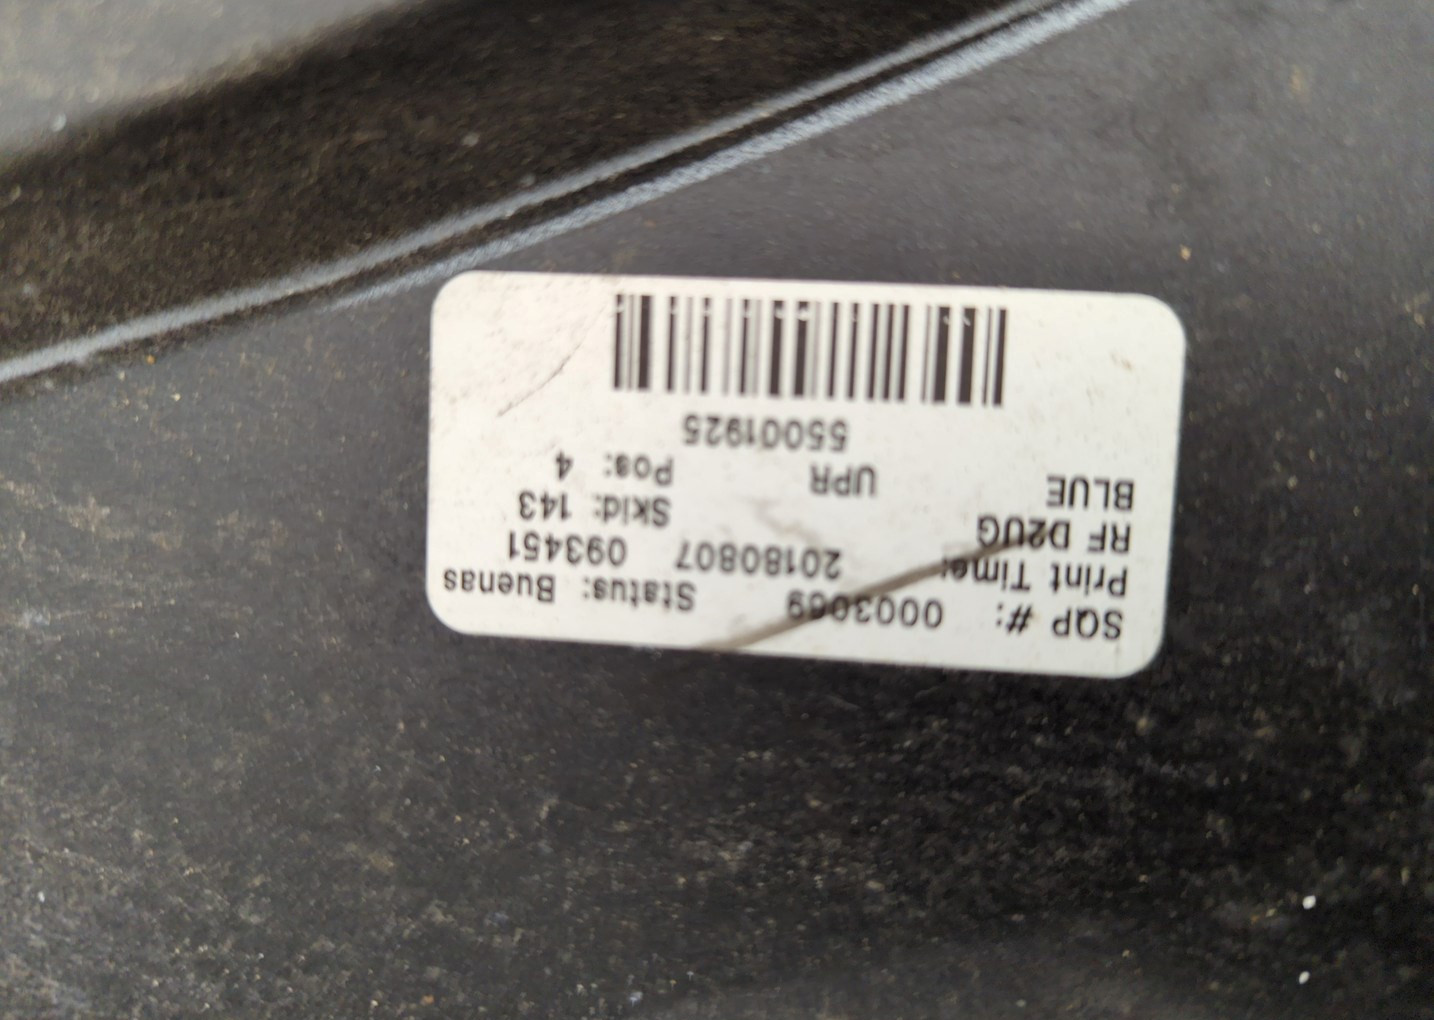 SQP #: 0003069 Status: Buenas
Print Time: 20180807 093451
RF D2UG Skid: 143
BLUE UPR Pos: 4
55001925